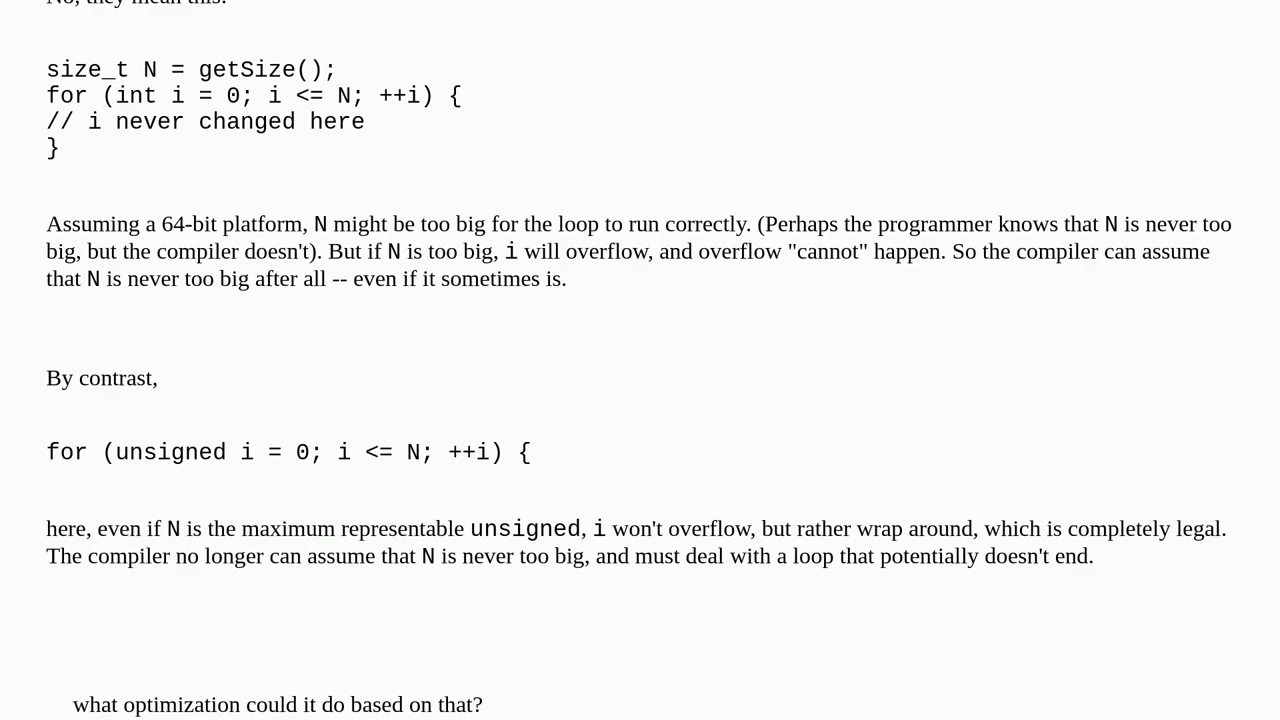 No, they mean this:
size_t N = getSize();
for (int i = 0; i <= N; ++i) {
// i never changed here
}
Assuming a 64-bit platform, N might be too big for the loop to run correctly. (Perhaps the programmer knows that N is never too
big, but the compiler doesn't). But if N is too big, i will overflow, and overflow "cannot" happen. So the compiler can assume
that N is never too big after all -- even if it sometimes is.
By contrast,
for (unsigned i = 0; i <= N; ++i) {
here, even if N is the maximum representable unsigned, i won't overflow, but rather wrap around, which is completely legal.
The compiler no longer can assume that N is never too big, and must deal with a loop that potentially doesn't end.
what optimization could it do based on that?